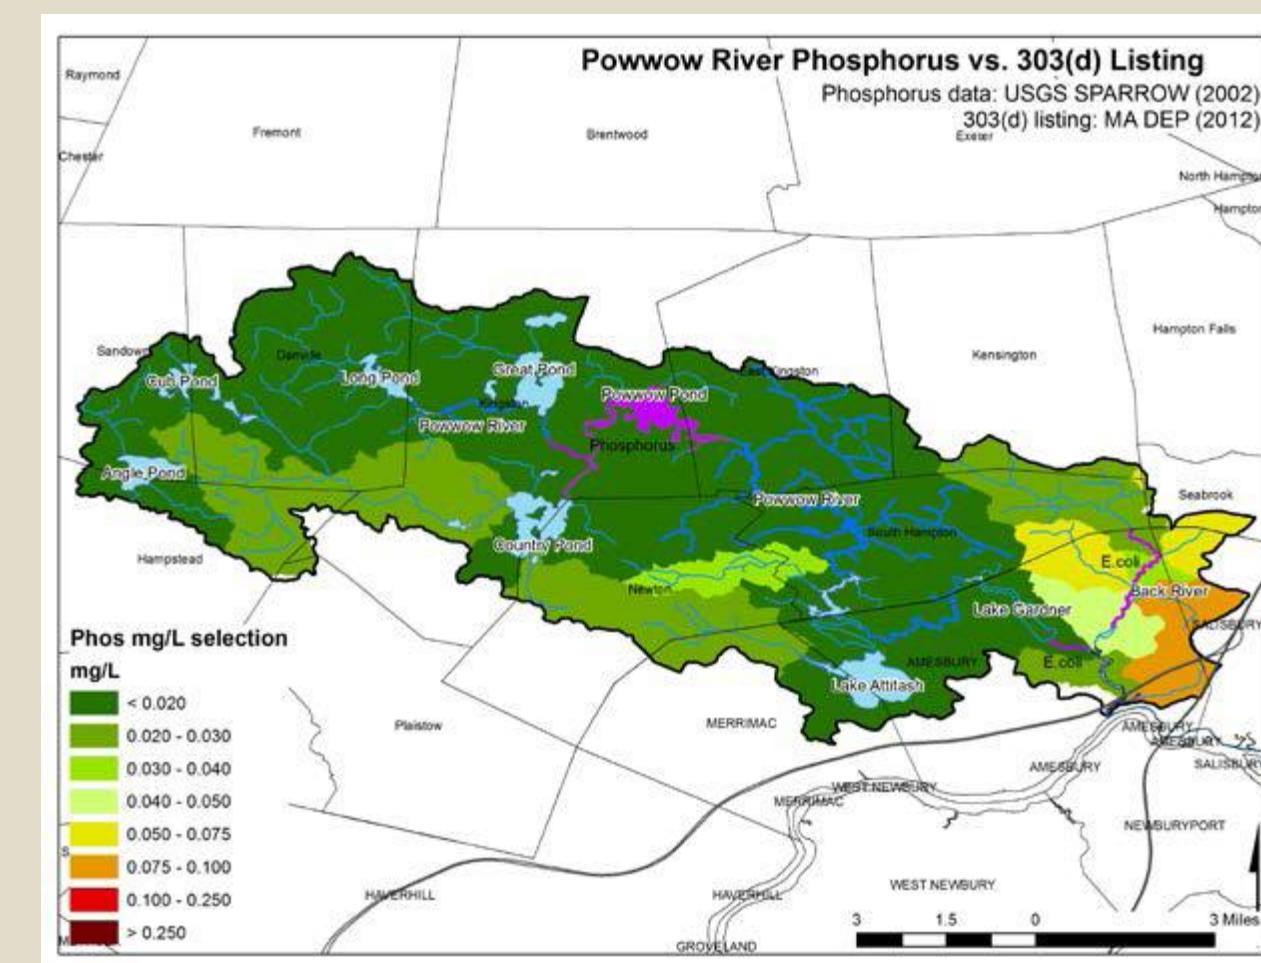 Powwow River Phosphorus vs. 303(d) Listing
Phosphorus data: USGS SPARROW (2002)
303(d) listing: MA DEP (2012)
Raymond
Fremont
Brentwood
Exeter
Chester
North Hampto
Hampto
Hampton Falls
Sandown
Danville
Kensington
East Kingston
Cub Pond
Long Pond
Great Pond
Powwow Pond
Kingston
Powwow River
Phosphorus
Angle Pond
Powwow River
Seabrook
Country Pond
South Hampton
Hampstead
E.coli
Newton
Back River
Lake Gardner
SALISBURY
Phos mg/L selection
mg/L
AMESBURY
E.coli
Lake Attitash
< 0.020
Plaistow
MERRIMAC
AMESBURY
0.020 - 0.030
AMESBURY
SALISBURY
0.030 - 0.040
AMESBURY
WEST NEWBURY
0.040 - 0.050
MERRIMAC
0.050 - 0.075
NEWBURYPORT
0.075 - 0.100
WEST NEWBURY
0.100 - 0.250
HAVERHILL
HAVERHILL
3 1.5 0 3 Miles
> 0.250
GROVELAND